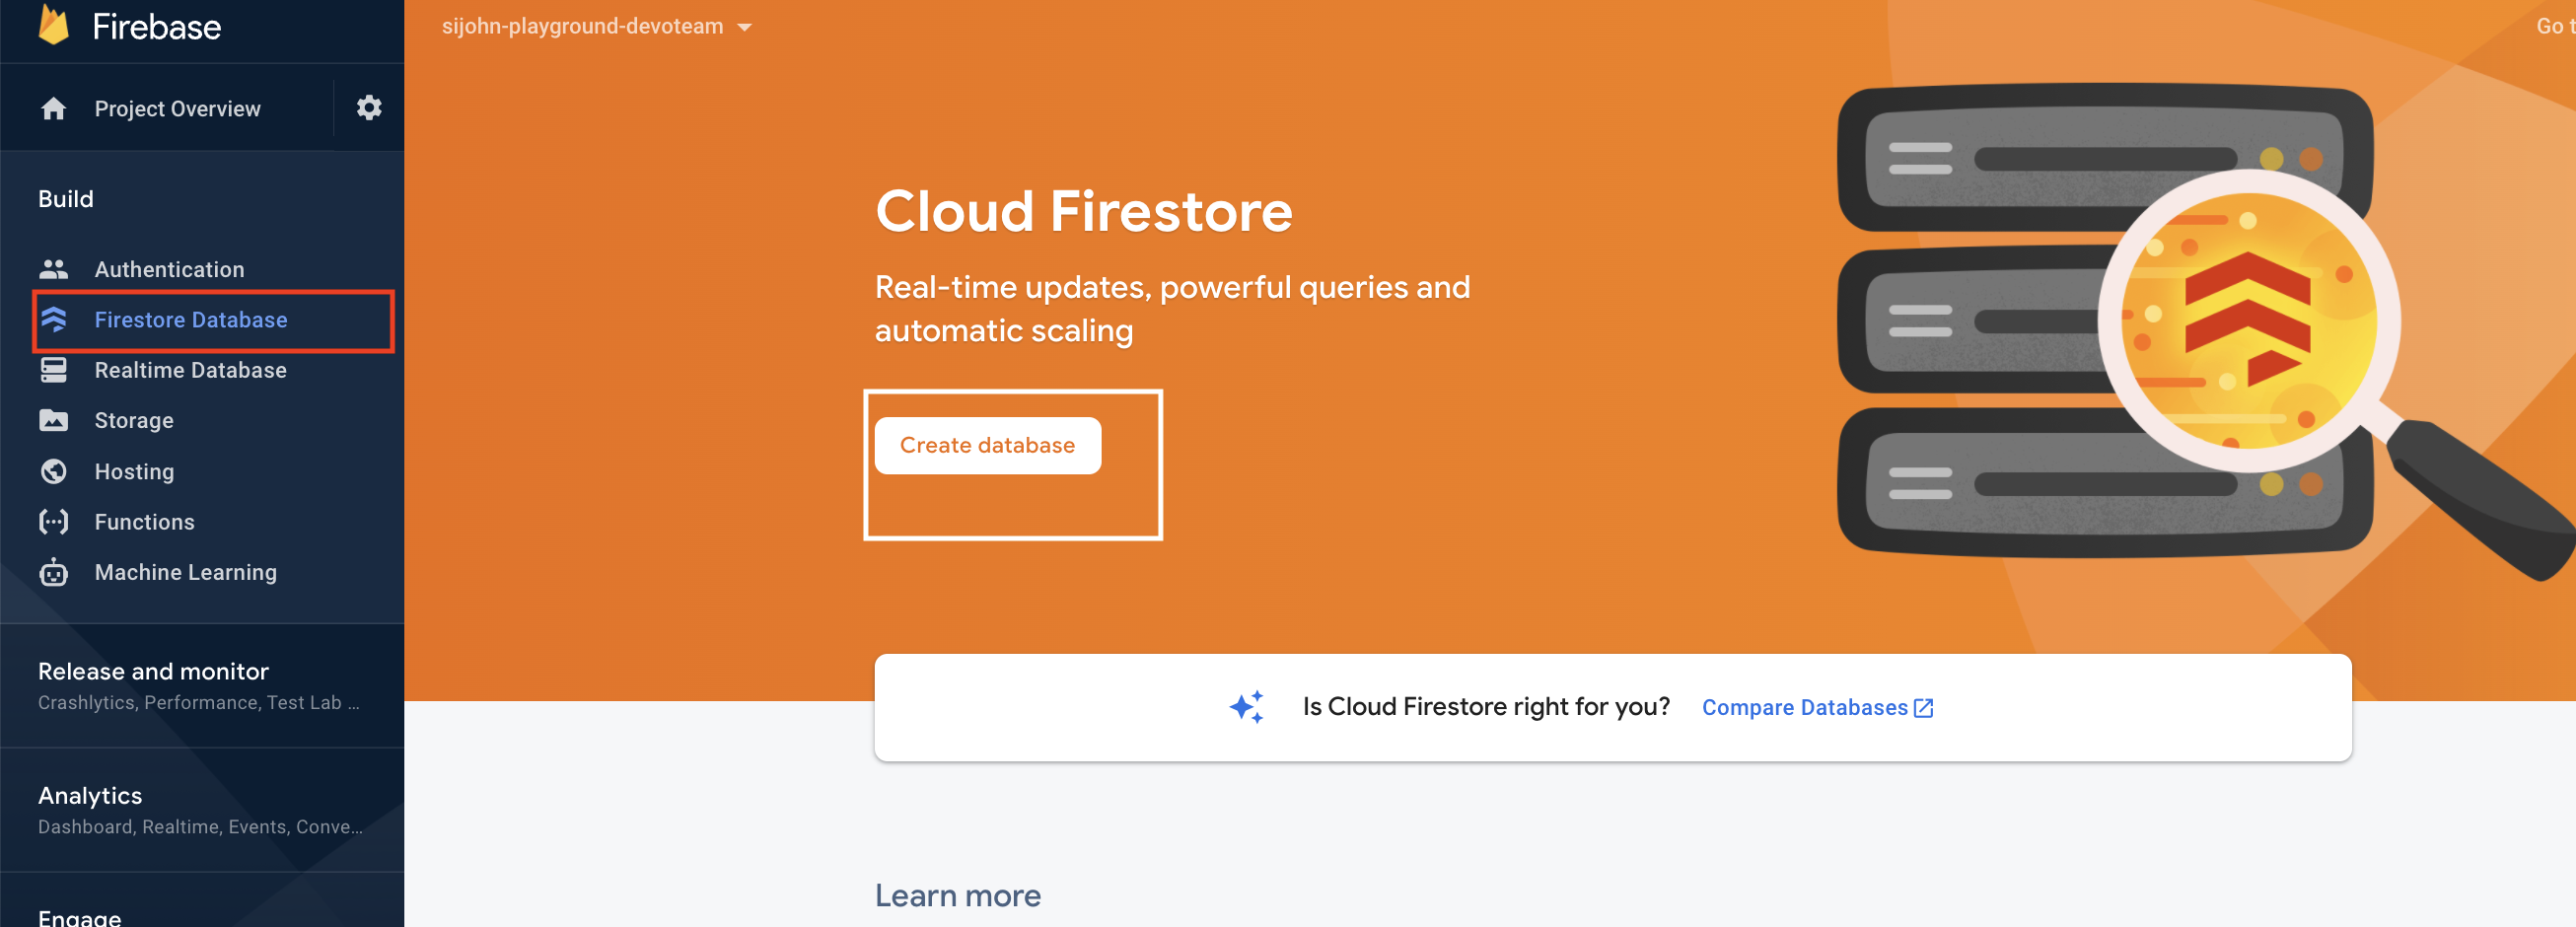 Firebase
Project Overview
Build
Authentication
Firestore Database
Realtime Database
Storage
Hosting
Functions
Machine Learning
Release and monitor
Crashlytics, Performance, Test Lab ...
Analytics
Dashboard, Realtime, Events, Conve...
Engage
sijohn-playground-devoteam
Go t
Cloud Firestore
Real-time updates, powerful queries and
automatic scaling
Create database
Is Cloud Firestore right for you? Compare Databases
Learn more